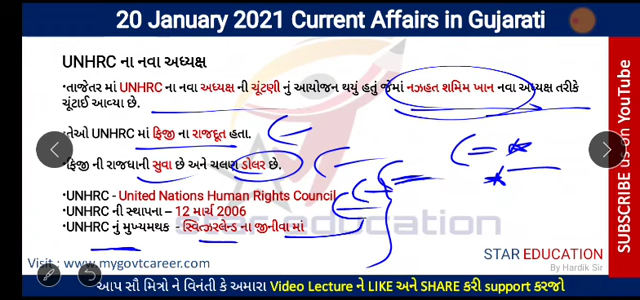 20 January 2021 Current Affairs in Gujarati
UNHRC ના નવા અધ્યક્ષ
•તાજેતર માં UNHRC ના નવા અધ્યક્ષ ની ચૂંટણી નું આયોજન થયું હતું જેમાં નઝહત શમિમ ખાન નવા અધ્યક્ષ તરીકે
ચૂંટાઈ આવ્યા છે.
•તેઓ UNHRC માં ફિજી ના રાજદૂત હતા.
•ફિજી ની રાજધાની સુવા છે અને ચલણ ડોલર છે.
•UNHRC - United Nations Human Rights Council
•UNHRC ની સ્થાપના – 12 માર્ચ 2006
•UNHRC નું મુખ્યમથક - સ્વિત્ઝરલેન્ડ ના જીનીવા માં
star education
STAR EDUCATION
By Hardik Sir
Visit : www.mygovtcareer.com
SUBSCRIBE US on YouTube
આપ સૌ મિત્રો ને વિનંતી કે અમારા Video Lecture ને LIKE અને SHARE કરી support કરજો